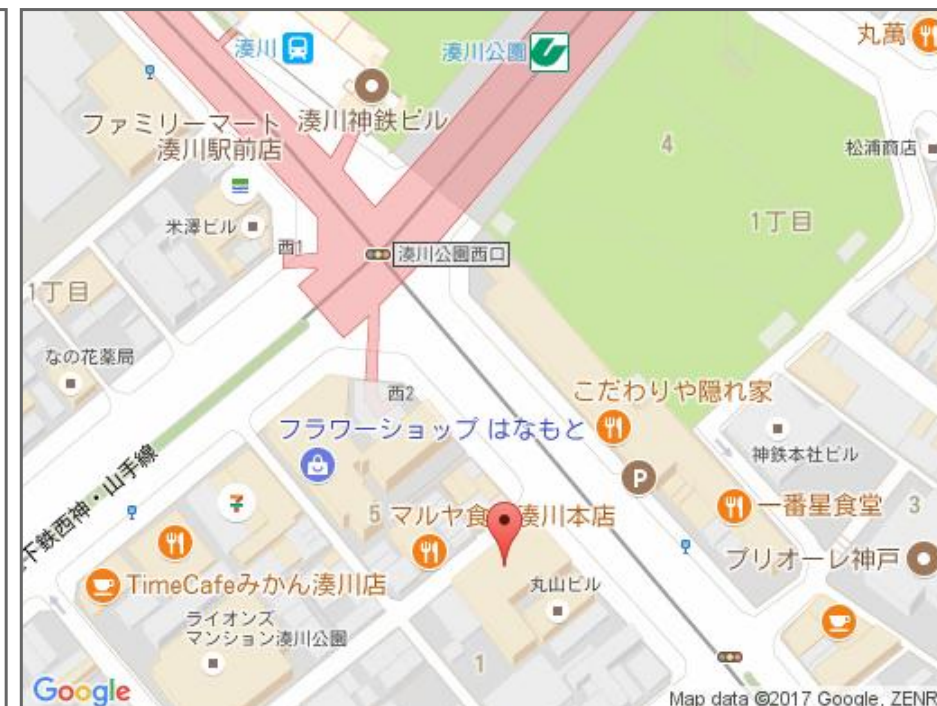 丸萬
湊川
湊川公園
ファミリーマート
湊川駅前店
湊川神鉄ビル
4
松浦商店
米澤ビル
西1
湊川公園西口
1丁目
1丁目
なの花薬局
西2
こだわりや隠れ家
フラワーショップ はなもと
神鉄本社ビル
下鉄西神・山手線
P
5
マルヤ食
湊川本店
一番星食堂
3
プリオーレ神戸
TimeCafeみかん湊川店
丸山ビル
ライオンズ
マンション湊川公園
1
Google
Map data ©2017 Google, ZENR